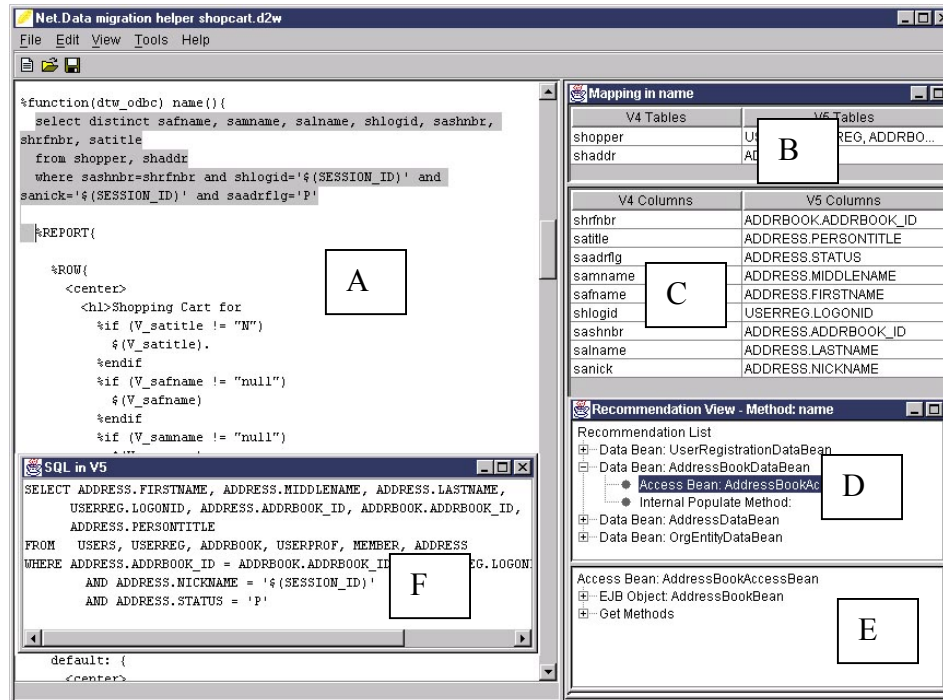 Net.Data migration helper shopcart.d2w
File Edit View Tools Help
%function(dtw_odbc) name(){
select distinct safname, samname, salname, shlogid, sashnbr,
shrfnbr, satitle
from shopper, shaddr
where sashnbr=shrfnbr and shlogid='$(SESSION_ID)' and
sanick='$(SESSION_ID)' and saadrflg='P'
%REPORT{
%ROW{
<center>
<h1>Shopping Cart for
%if (V_satitle != "N")
$(V_satitle).
%endif
%if (V_safname != "null")
$(V_safname)
%endif
%if (V_samname != "null")
A
SQL in V5
SELECT ADDRESS.FIRSTNAME, ADDRESS.MIDDLENAME, ADDRESS.LASTNAME,
USERREG.LOGONID, ADDRESS.ADDRBOOK_ID, ADDRBOOK.ADDRBOOK_ID,
ADDRESS.PERSONTITLE
FROM USERS, USERREG, ADDRBOOK, USERPROF, MEMBER, ADDRESS
WHERE ADDRESS.ADDRBOOK_ID = ADDRBOOK.ADDRBOOK_ID EG.LOGONI
AND ADDRESS.NICKNAME = '$(SESSION_ID)'
AND ADDRESS.STATUS = 'P'
F
default: {
<center>
Mapping in name
V4 Tables V5 Tables
shopper EG, ADDRBO...
shaddr
B
V4 Columns V5 Columns
shrfnbr ADDRBOOK.ADDRBOOK_ID
satitle ADDRESS.PERSONTITLE
saadrflg ADDRESS.STATUS
samname ADDRESS.MIDDLENAME
safname ADDRESS.FIRSTNAME
shlogid USERREG.LOGONID
sashnbr ADDRESS.ADDRBOOK_ID
salname ADDRESS.LASTNAME
sanick ADDRESS.NICKNAME
C
Recommendation View - Method: name
Recommendation List
Data Bean: UserRegistrationDataBean
Data Bean: AddressBookDataBean
Access Bean: AddressBookAc
Internal Populate Method:
Data Bean: AddressDataBean
Data Bean: OrgEntityDataBean
D
Access Bean: AddressBookAccessBean
EJB Object: AddressBookBean
Get Methods
E